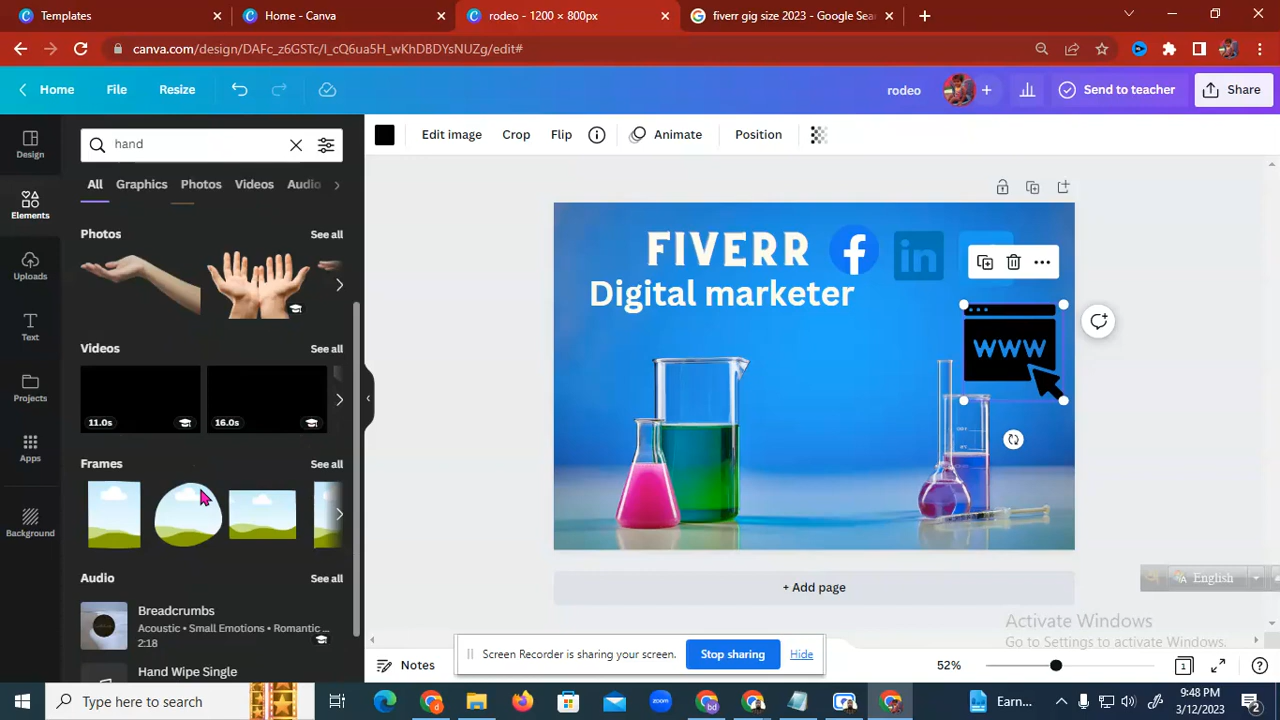 Templates
Home - Canva
rodeo - 1200 × 800px
fiverr gig size 2023 - Google Sea
canva.com/design/DAFc_z6GSTc/l_cQ6ua5H_wKhDBDYsNUZg/edit#
Home File Resize rodeo Send to teacher Share
Design
Elements
Uploads
Text
Projects
Apps
Background
hand
All Graphics Photos Videos Audio
Photos See all
Videos See all
11.0s 16.0s
Frames See all
Audio See all
Breadcrumbs
Acoustic • Small Emotions • Romantic ...
2:18
Hand Wipe Single
Edit image Crop Flip Animate Position
FIVERR
Digital marketer
f in
WWW
+ Add page
English
Activate Windows
Go to Settings to activate Windows.
Screen Recorder is sharing your screen. Stop sharing Hide
Notes 52% 1
Type here to search
Earn...
9:48 PM
3/12/2023
2